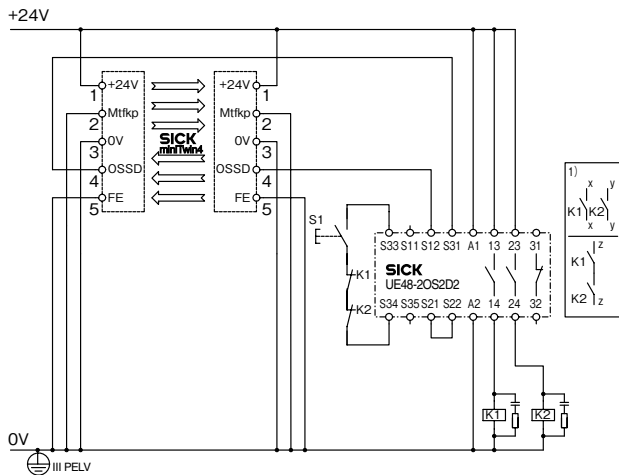 +24V
+24V +24V
1 1
Mtfkp Mtfkp
2 2
0V 0V
3 3
SICK
miniTwin4
OSSD OSSD
4 4
FE FE
5 5
S1
K1
K2
S33 S11 S12 S31 A1 13 23 31
SICK
UE48-2OS2D2
S34 S35 S21 S22 A2 14 24 32
1)
x y
K1 K2
x y
z
K1
K2
z
K1 K2
0V
III PELV